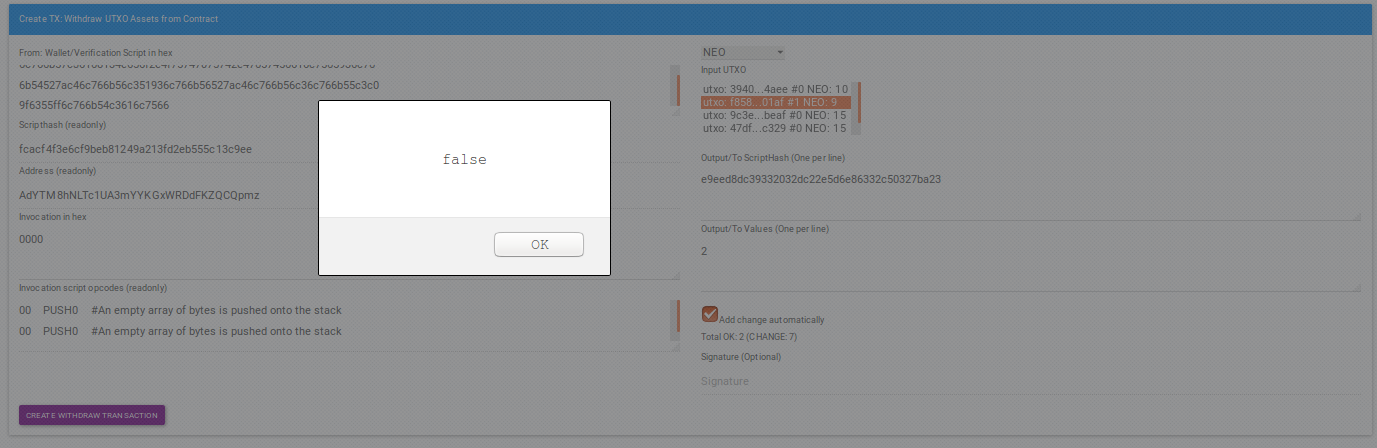 Create TX: Withdraw UTXO Assets from Contract
From: Wallet/Verification Script in hex
6b54527ac46c766b56c351936c766b56527ac46c766b56c36c766b55c3c0
9f6355ff6c766b54c3616c7566
Scripthash (readonly)
fcacf4f3e6cf9beb81249a213fd2eb555c13c9ee
Address (readonly)
AdYTM8hNLTc1UA3mYYKGxWRDdFKZQCQpmz
Invocation in hex
0000
Invocation script opcodes (readonly)
00 PUSH0 #An empty array of bytes is pushed onto the stack
00 PUSH0 #An empty array of bytes is pushed onto the stack
CREATE WITHDRAW TRANSACTION
false
OK
NEO
Input UTXO
utxo: 3940...4aee #0 NEO: 10
utxo: f858...01af #1 NEO: 9
utxo: 9c3e...beaf #0 NEO: 15
utxo: 47df...c329 #0 NEO: 15
Output/To ScriptHash (One per line)
e9eed8dc39332032dc22e5d6e86332c50327ba23
Output/To Values (One per line)
2
Add change automatically
Total OK: 2 (CHANGE: 7)
Signature (Optional)
Signature